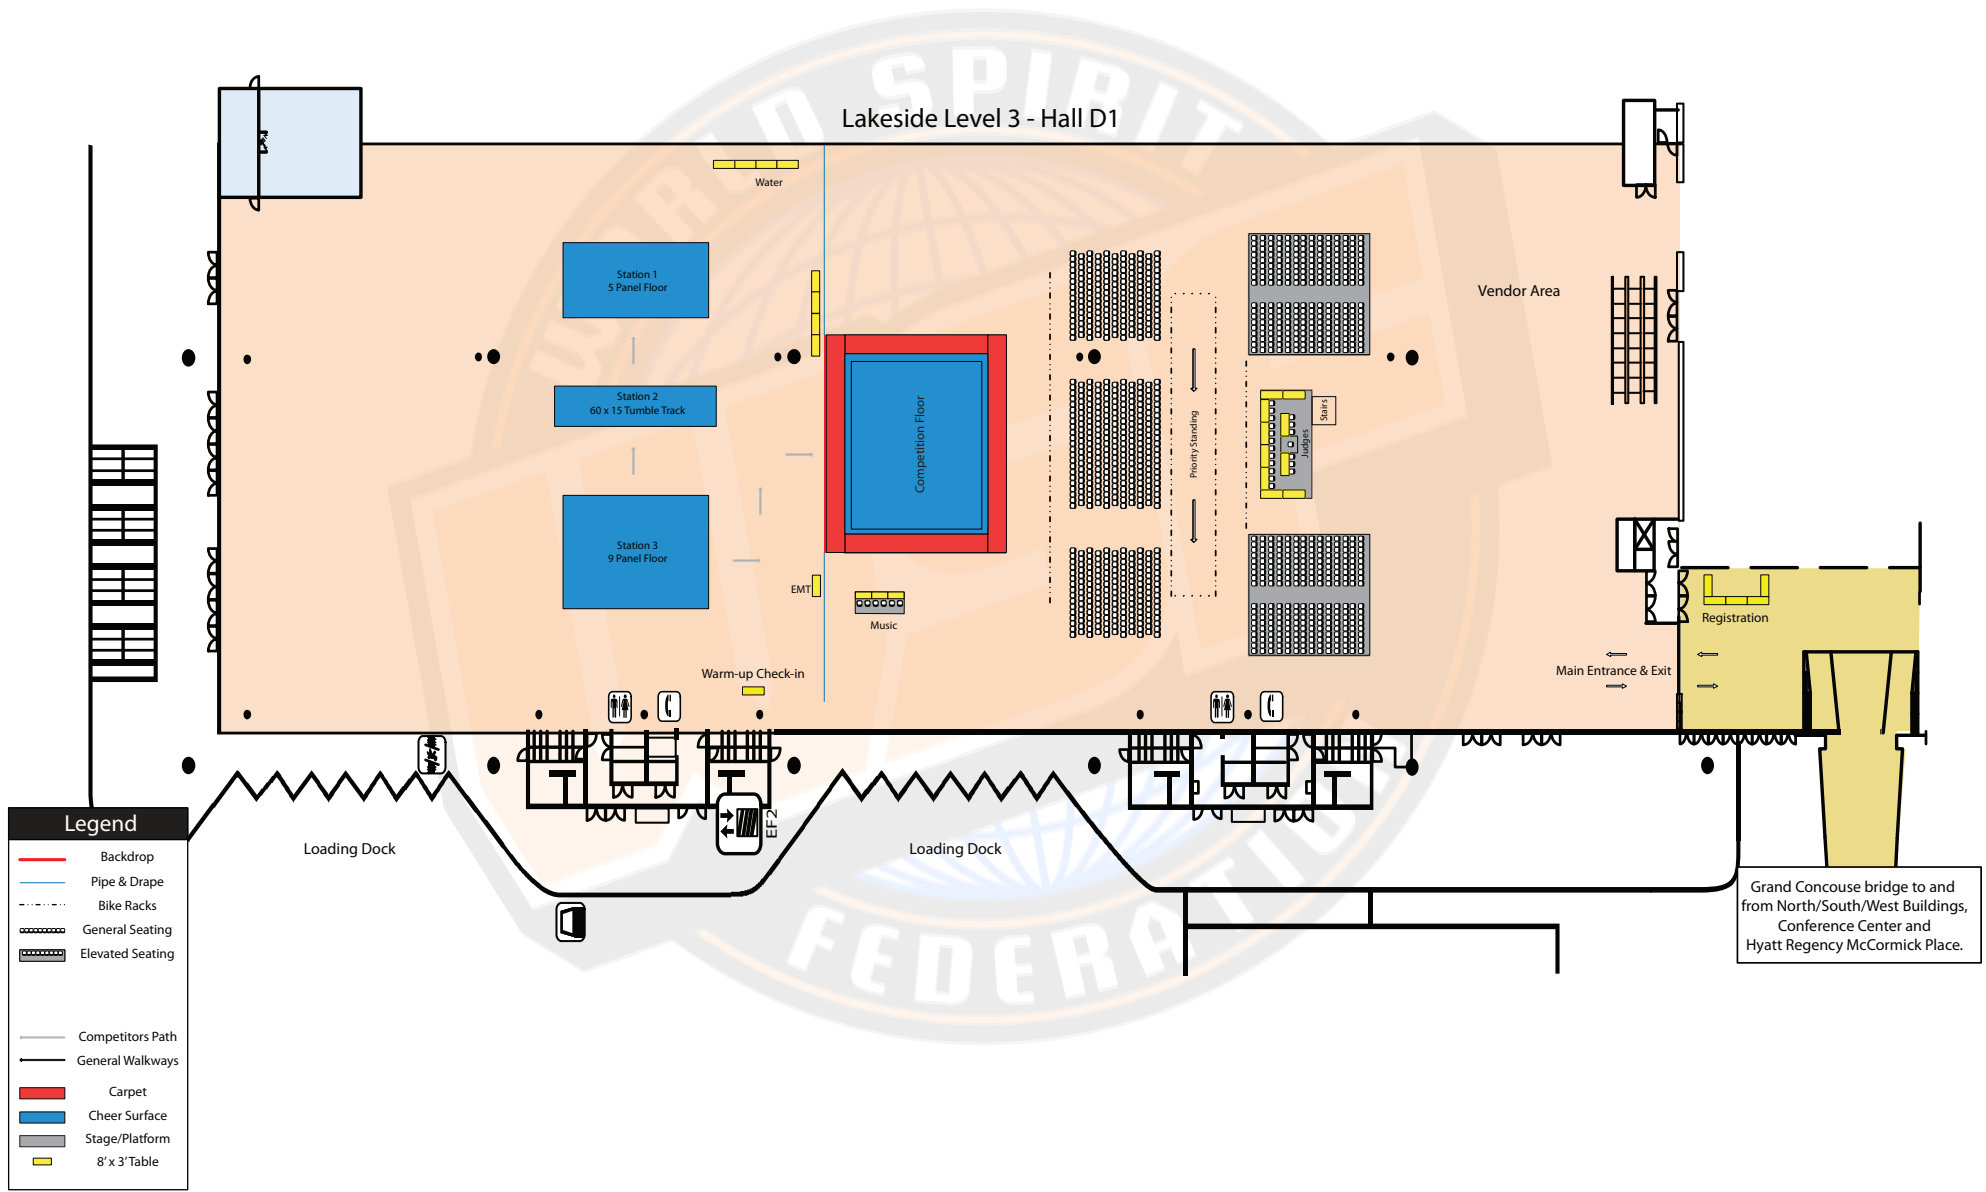 WORLD SPIRIT
FEDERATION
Lakeside Level 3 - Hall D1
Water
Station 1
5 Panel Floor
Vendor Area
Station 2
60 x 15 Tumble Track
Competition Floor
Priority Standing
Stairs
Judges
Station 3
9 Panel Floor
EMT
Music
Registration
Warm-up Check-in
Main Entrance & Exit
EF2
Loading Dock
Loading Dock
Legend
Backdrop
Pipe & Drape
Bike Racks
General Seating
Elevated Seating
Competitors Path
General Walkways
Carpet
Cheer Surface
Stage/Platform
8’ x 3’ Table
Grand Concouse bridge to and
from North/South/West Buildings,
Conference Center and
Hyatt Regency McCormick Place.